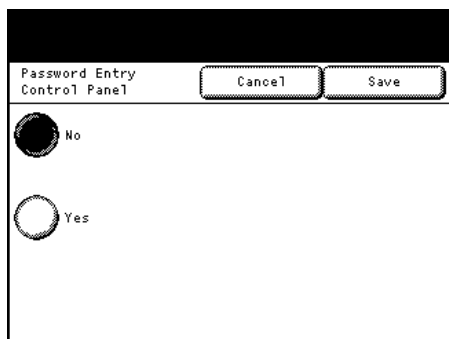 Password Entry
Control Panel
Cancel
Save
No
Yes